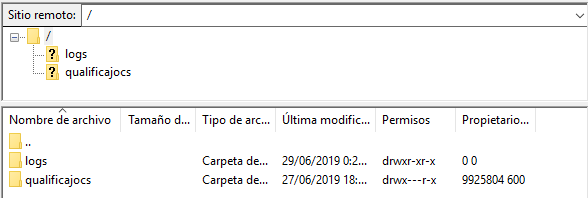 Sitio remoto: /
/
logs
qualificajocs
Nombre de archivo Tamaño d... Tipo de arc... Última modific... Permisos Propietario...
..
logs Carpeta de... 29/06/2019 0:2... drwxr-xr-x 0 0
qualificajocs Carpeta de... 27/06/2019 18:... drwx---r-x 9925804 600